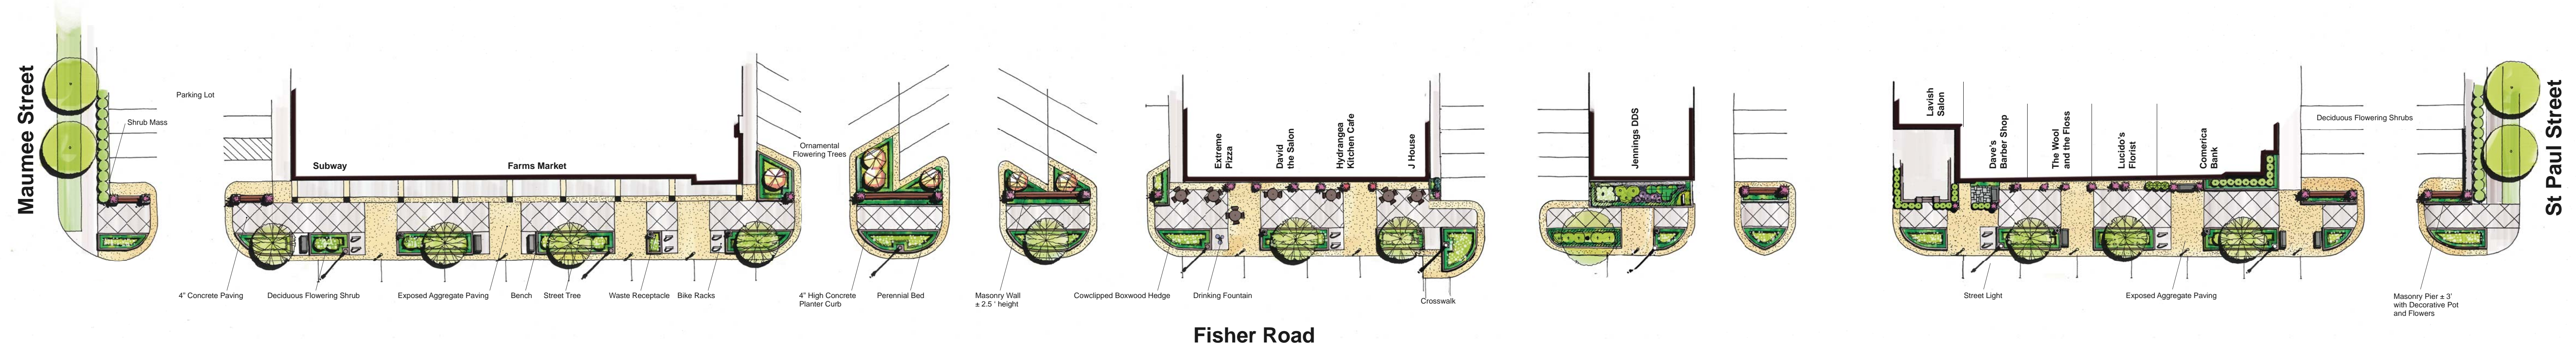 Maumee Street
Parking Lot
Shrub Mass
Subway
Farms Market
Ornamental
Flowering Trees
Extreme
Pizza
David
the Salon
Hydrangea
Kitchen Cafe
J House
Jennings DDS
Lavish
Salon
Dave's
Barber Shop
The Wool
and the Floss
Lucido's
Florist
Comerica
Bank
Deciduous Flowering Shrubs
St Paul Street
4" Concrete Paving
Deciduous Flowering Shrub
Exposed Aggregate Paving
Bench
Street Tree
Waste Receptacle
Bike Racks
4" High Concrete
Planter Curb
Perennial Bed
Masonry Wall
± 2.5 ' height
Cowclipped Boxwood Hedge
Drinking Fountain
Crosswalk
Street Light
Exposed Aggregate Paving
Masonry Pier ± 3'
with Decorative Pot
and Flowers
Fisher Road